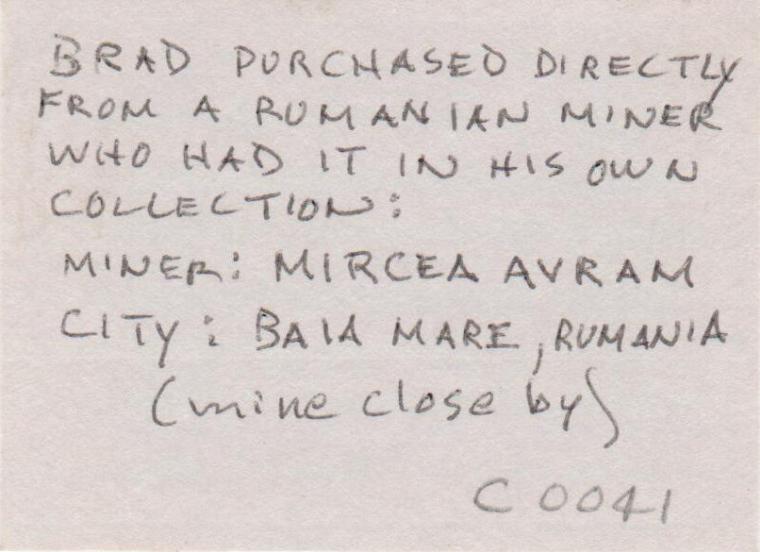 BRAD PURCHASED DIRECTLY
FROM A RUMANIAN MINER
WHO HAD IT IN HIS OWN
COLLECTION:
MINER: MIRCEA AVRAM
CITY: BAIA MARE, RUMANIA
(mine close by)
C 0041